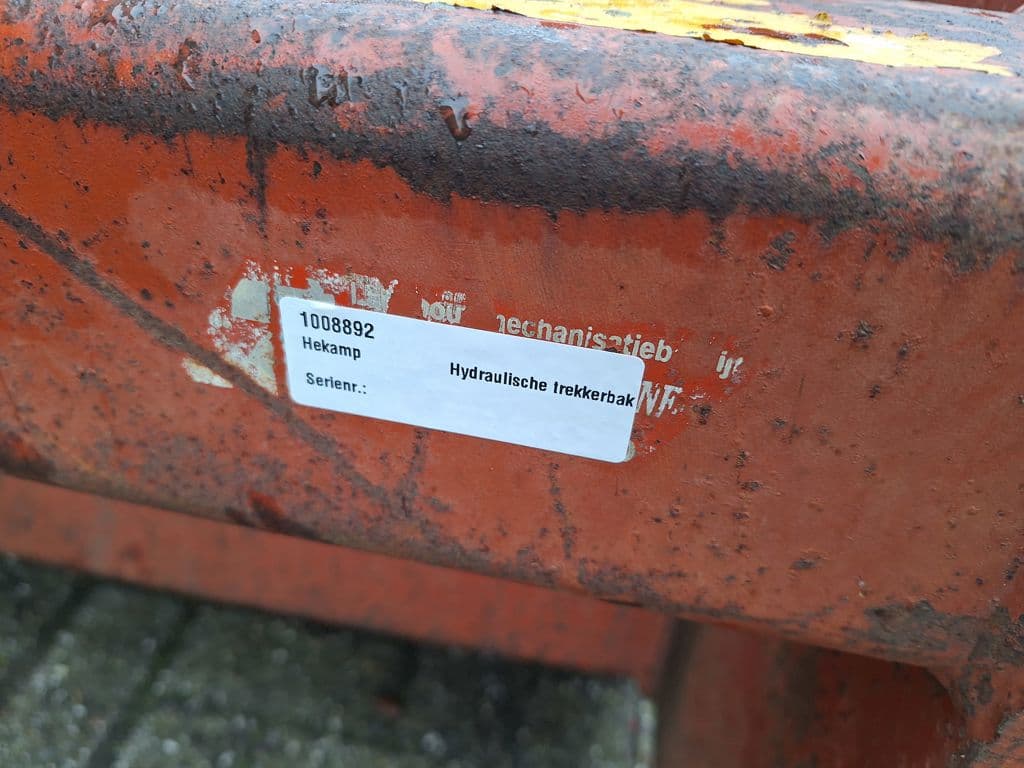 mechanisatieb
1008892
Hekamp
Hydraulische trekkerbak
Serienr.: